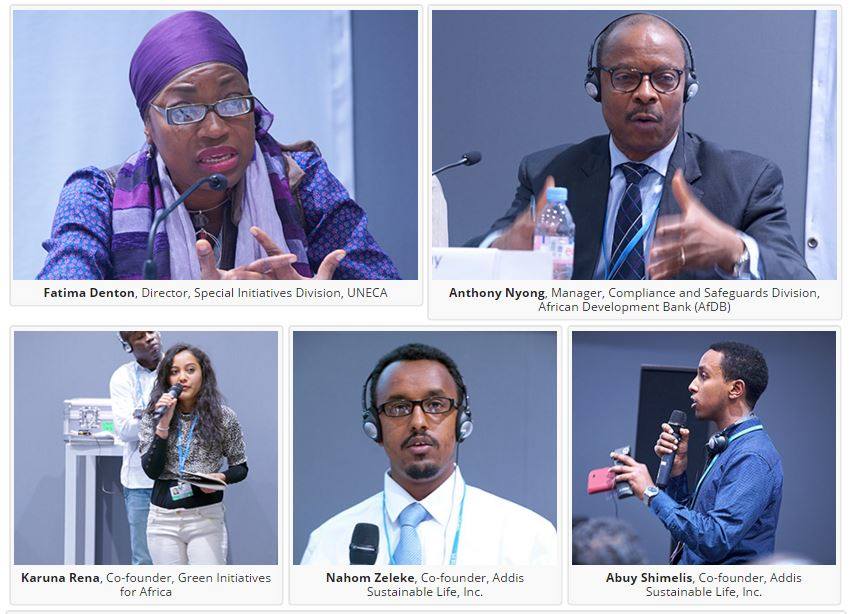 Fatima Denton, Director, Special Initiatives Division, UNECA
Anthony Nyong, Manager, Compliance and Safeguards Division,
African Development Bank (AfDB)
Karuna Rena, Co-founder, Green Initiatives
for Africa
Nahom Zeleke, Co-founder, Addis
Sustainable Life, Inc.
Abuy Shimelis, Co-founder, Addis
Sustainable Life, Inc.